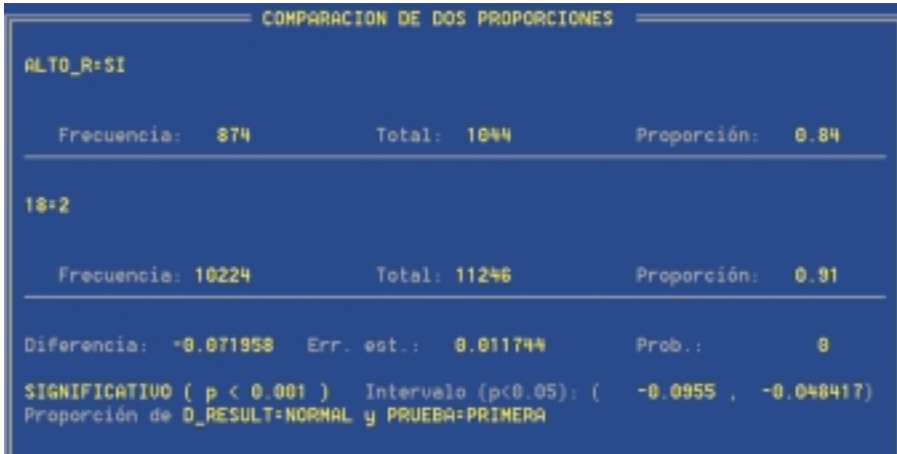 COMPARACION DE DOS PROPORCIONES
ALTO_R=SI
Frecuencia: 874 Total: 1044 Proporción: 0.84
18=2
Frecuencia: 10224 Total: 11246 Proporción: 0.91
Diferencia: -0.071958 Err. est.: 0.011744 Prob.: 0
SIGNIFICATIVO ( p < 0.001 ) Intervalo (p<0.05): ( -0.0955 , -0.048417)
Proporción de D_RESULT=NORMAL y PRUEBA=PRIMERA